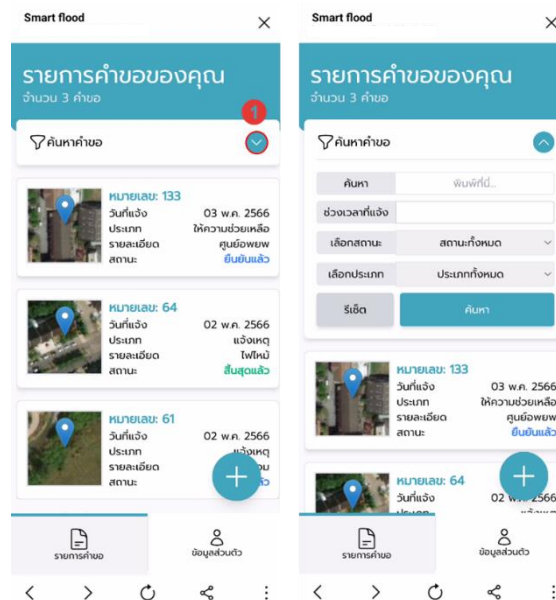 Smart flood
รายการคำขอของคุณ
จำนวน 3 คำขอ
1
ค้นหาคำขอ
หมายเลข: 133
วันที่แจ้ง 03 พ.ค. 2566
ประเภท ให้ความช่วยเหลือ
รายละเอียด ศูนย์อพยพ
สถานะ ยืนยันแล้ว
หมายเลข: 64
วันที่แจ้ง 02 พ.ค. 2566
ประเภท แจ้งเหตุ
รายละเอียด ไฟไหม้
สถานะ สิ้นสุดแล้ว
หมายเลข: 61
วันที่แจ้ง 02 พ.ค. 2566
ประเภท แจ้งเหตุ
รายละเอียด
สถานะ
รายการคำขอ ข้อมูลส่วนตัว
Smart flood
รายการคำขอของคุณ
จำนวน 3 คำขอ
ค้นหาคำขอ
ค้นหา พิมพ์ที่นี่...
ช่วงเวลาที่แจ้ง
เลือกสถานะ สถานะทั้งหมด
เลือกประเภท ประเภททั้งหมด
รีเซ็ต ค้นหา
หมายเลข: 133
วันที่แจ้ง 03 พ.ค. 2566
ประเภท ให้ความช่วยเหลือ
รายละเอียด ศูนย์อพยพ
สถานะ ยืนยันแล้ว
หมายเลข: 64
วันที่แจ้ง 02 พ.ค. 2566
ประเภท แจ้งเหตุ
รายการคำขอ ข้อมูลส่วนตัว